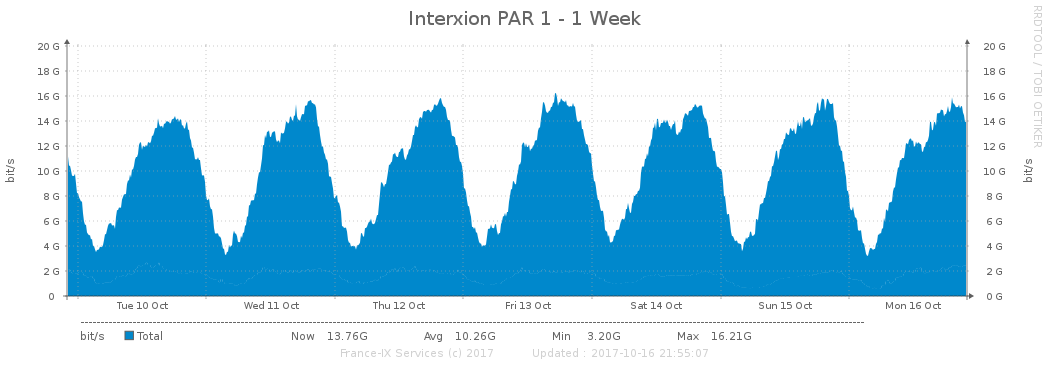 Interxion PAR 1 - 1 Week
RRDTOOL / TOBI OETIKER
20 G 20 G
18 G 18 G
16 G 16 G
14 G 14 G
12 G 12 G
10 G 10 G
8 G 8 G
6 G 6 G
4 G 4 G
2 G 2 G
0 0 G
bit/s bit/s
Tue 10 Oct Wed 11 Oct Thu 12 Oct Fri 13 Oct Sat 14 Oct Sun 15 Oct Mon 16 Oct
bit/s Total Now 13.76G Avg 10.26G Min 3.20G Max 16.21G
France-IX Services (c) 2017 Updated : 2017-10-16 21:55:07